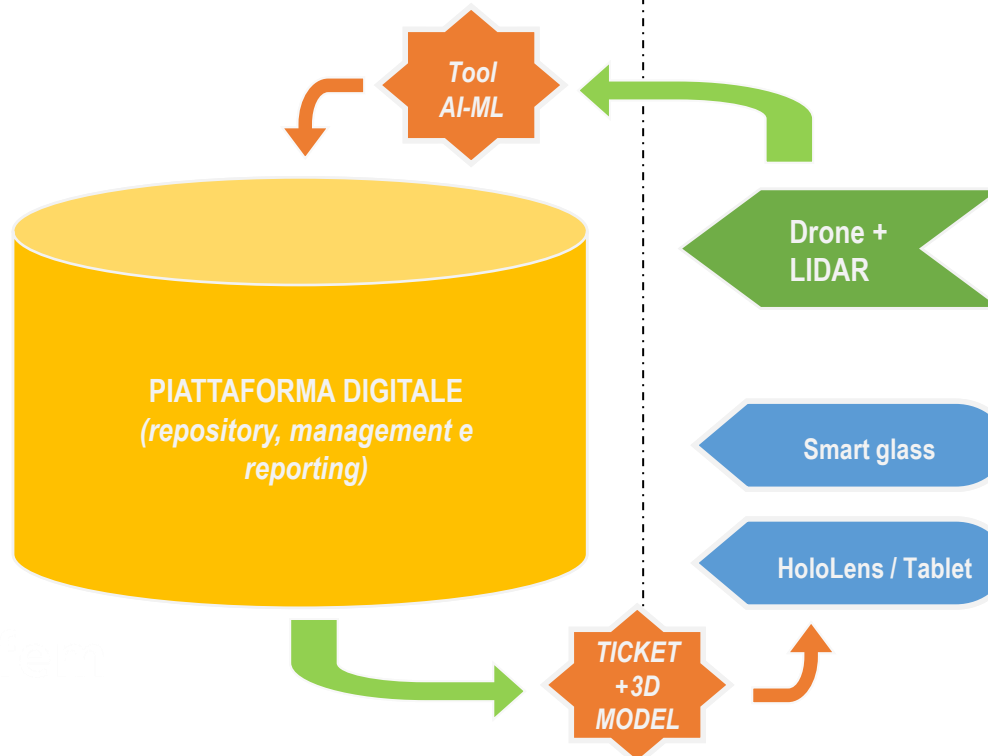 Tool
AI-ML
Drone +
LIDAR
PIATTAFORMA DIGITALE
(repository, management e
reporting)
Smart glass
HoloLens / Tablet
TICKET
+3D
MODEL